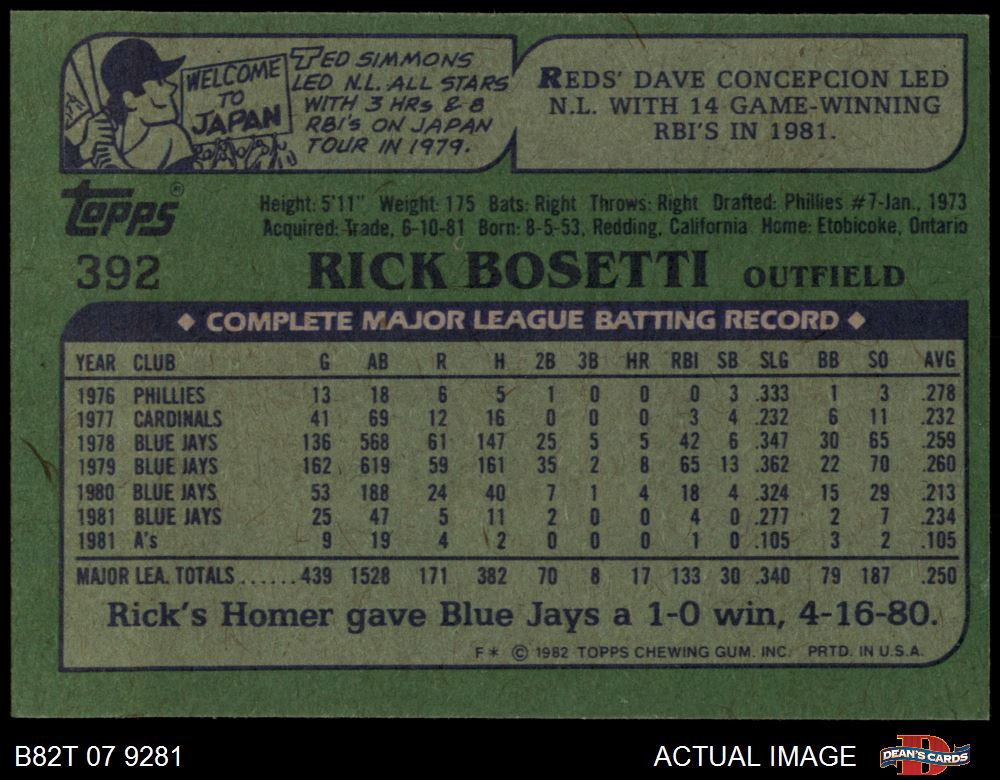 WELCOME
TO
JAPAN
TED SIMMONS
LED N.L. ALL STARS
WITH 3 HRs & 8
RBI's ON JAPAN
TOUR IN 1979.
REDS' DAVE CONCEPCION LED
N.L. WITH 14 GAME-WINNING
RBI'S IN 1981.
Topps®
Height: 5'11" Weight: 175 Bats: Right Throws: Right Drafted: Phillies #7-Jan., 1973
Acquired: Trade, 6-10-81 Born: 8-5-53, Redding, California Home: Etobicoke, Ontario
392 RICK BOSETTI OUTFIELD
◆ COMPLETE MAJOR LEAGUE BATTING RECORD ◆
YEAR CLUB G AB R H 2B 3B HR RBI SB SLG BB SO AVG
1976 PHILLIES 13 18 6 5 1 0 0 0 3 .333 1 3 .278
1977 CARDINALS 41 69 12 16 0 0 0 3 4 .232 6 11 .232
1978 BLUE JAYS 136 568 61 147 25 5 5 42 6 .347 30 65 .259
1979 BLUE JAYS 162 619 59 161 35 2 8 65 13 .362 22 70 .260
1980 BLUE JAYS 53 188 24 40 7 1 4 18 4 .324 15 29 .213
1981 BLUE JAYS 25 47 5 11 2 0 0 4 0 .277 2 7 .234
1981 A's 9 19 4 2 0 0 0 1 0 .105 3 2 .105
MAJOR LEA. TOTALS......439 1528 171 382 70 8 17 133 30 .340 79 187 .250
Rick's Homer gave Blue Jays a 1-0 win, 4-16-80.
F* © 1982 TOPPS CHEWING GUM. INC. PRTD. IN U.S.A.
B82T 07 9281 ACTUAL IMAGE DEAN'S CARDS